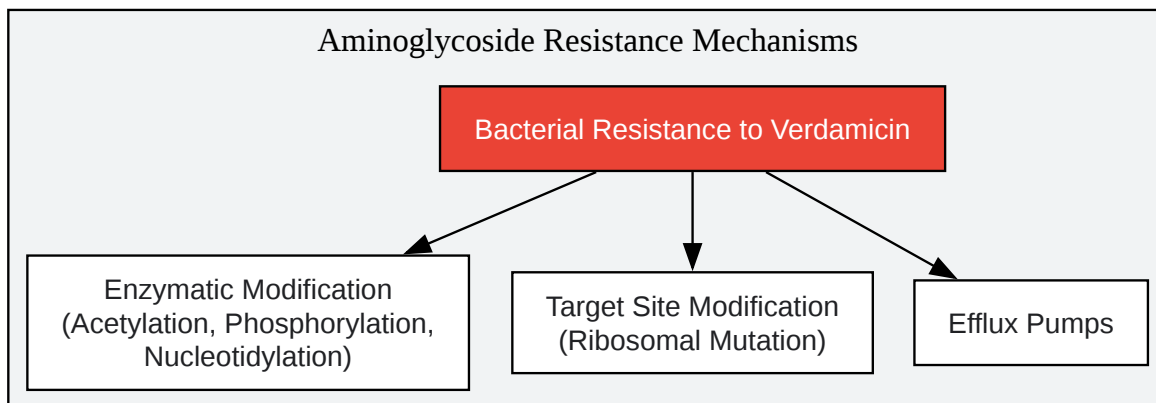 Aminoglycoside Resistance Mechanisms
Bacterial Resistance to Verdamicin
Enzymatic Modification
(Acetylation, Phosphorylation,
Nucleotidylation)
Target Site Modification
(Ribosomal Mutation)
Efflux Pumps